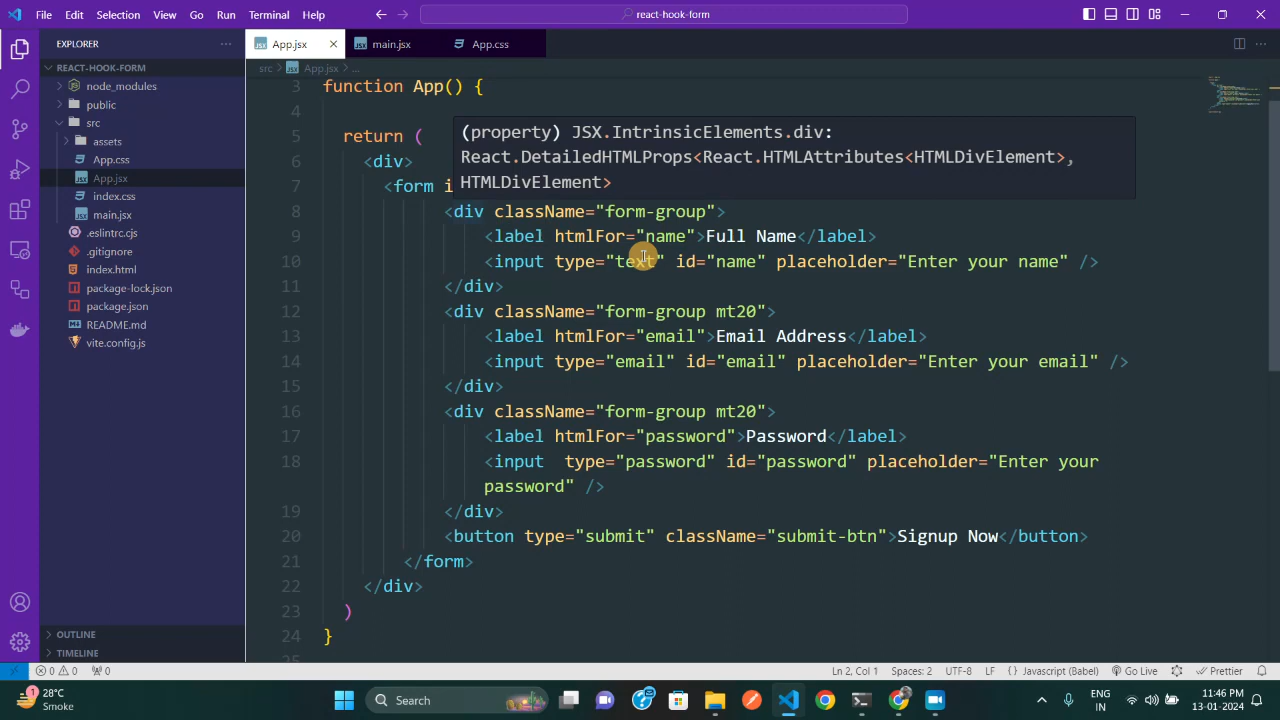 File Edit Selection View Go Run Terminal Help
react-hook-form
EXPLORER
REACT-HOOK-FORM
node_modules
public
src
assets
App.css
App.jsx
index.css
main.jsx
.eslintrc.cjs
.gitignore
index.html
package-lock.json
package.json
README.md
vite.config.js
OUTLINE
TIMELINE
JSX App.jsx JSX main.jsx App.css
src JSX App.jsx ...
3 function App() {
4
5 return (
6 <div>
7 <form i
(property) JSX.IntrinsicElements.div:
React.DetailedHTMLProps<React.HTMLAttributes<HTMLDivElement>,
HTMLDivElement>
8 <div className="form-group">
9 <label htmlFor="name">Full Name</label>
10 <input type="text" id="name" placeholder="Enter your name" />
11 </div>
12 <div className="form-group mt20">
13 <label htmlFor="email">Email Address</label>
14 <input type="email" id="email" placeholder="Enter your email" />
15 </div>
16 <div className="form-group mt20">
17 <label htmlFor="password">Password</label>
18 <input  type="password" id="password" placeholder="Enter your
password" />
19 </div>
20 <button type="submit" className="submit-btn">Signup Now</button>
21 </form>
22 </div>
23 )
24 }
25
0 0 0 Ln 2, Col 1 Spaces: 2 UTF-8 LF {} JavaScript (Babel) Go Live Prettier
1 28°C
Smoke
Search
ENG
IN
11:46 PM
13-01-2024